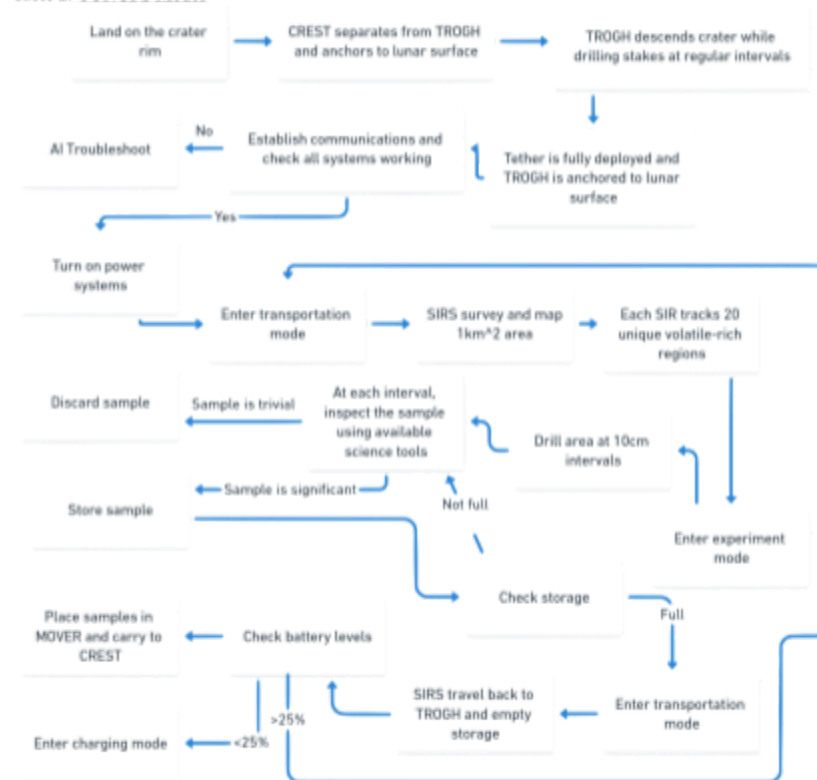 Land on the crater
rim
CREST separates from TROGH
and anchors to lunar surface
TROGH descends crater while
drilling stakes at regular intervals
AI Troubleshoot
No
Establish communications and
check all systems working
Tether is fully deployed and
TROGH is anchored to lunar
surface
Yes
Turn on power
systems
Enter transportation
mode
SIRS survey and map
1km^2 area
Each SIR tracks 20
unique volatile-rich
regions
Discard sample
Sample is trivial
At each interval,
inspect the sample
using available
science tools
Drill area at 10cm
intervals
Sample is significant
Store sample
Not full
Enter experiment
mode
Check storage
Full
Place samples in
MOVER and carry to
CREST
Check battery levels
SIRS travel back to
TROGH and empty
storage
Enter transportation
mode
>25%
Enter charging mode
<25%